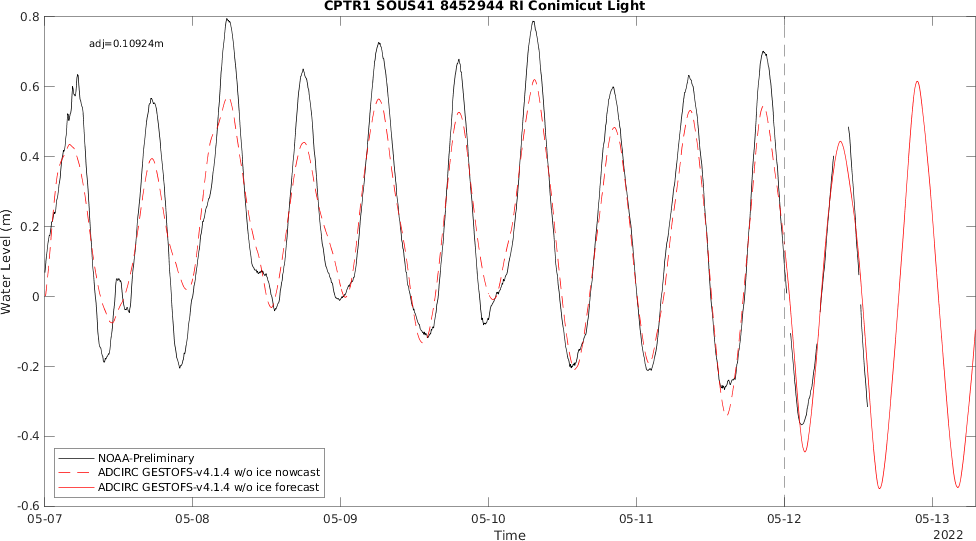 CPTR1 SOUS41 8452944 RI Conimicut Light
adj=0.10924m
0.8
0.6
0.4
0.2
0
-0.2
-0.4
-0.6
Water Level (m)
NOAA-Preliminary
ADCIRC GESTOFS-v4.1.4 w/o ice nowcast
ADCIRC GESTOFS-v4.1.4 w/o ice forecast
05-07 05-08 05-09 05-10 05-11 05-12 05-13
Time
2022